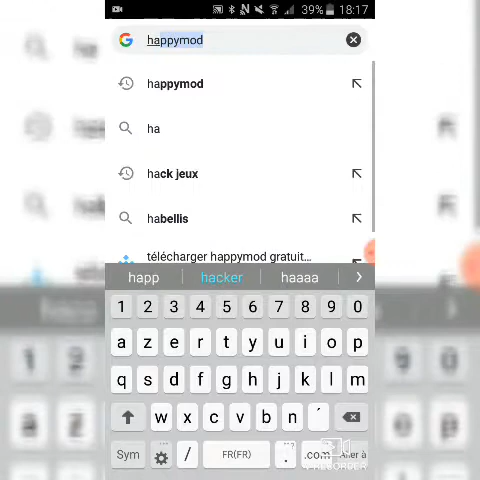 39% 18:17
happymod
happymod
ha
hack jeux
habellis
télécharger happymod gratuit...
happ hacker haaaa >
1 2 3 4 5 6 7 8 9 0
a z e r t y u i o p
q s d f g h j k l m
w x c v b n ´
Sym / FR(FR) . .com Aller à
RECORDER